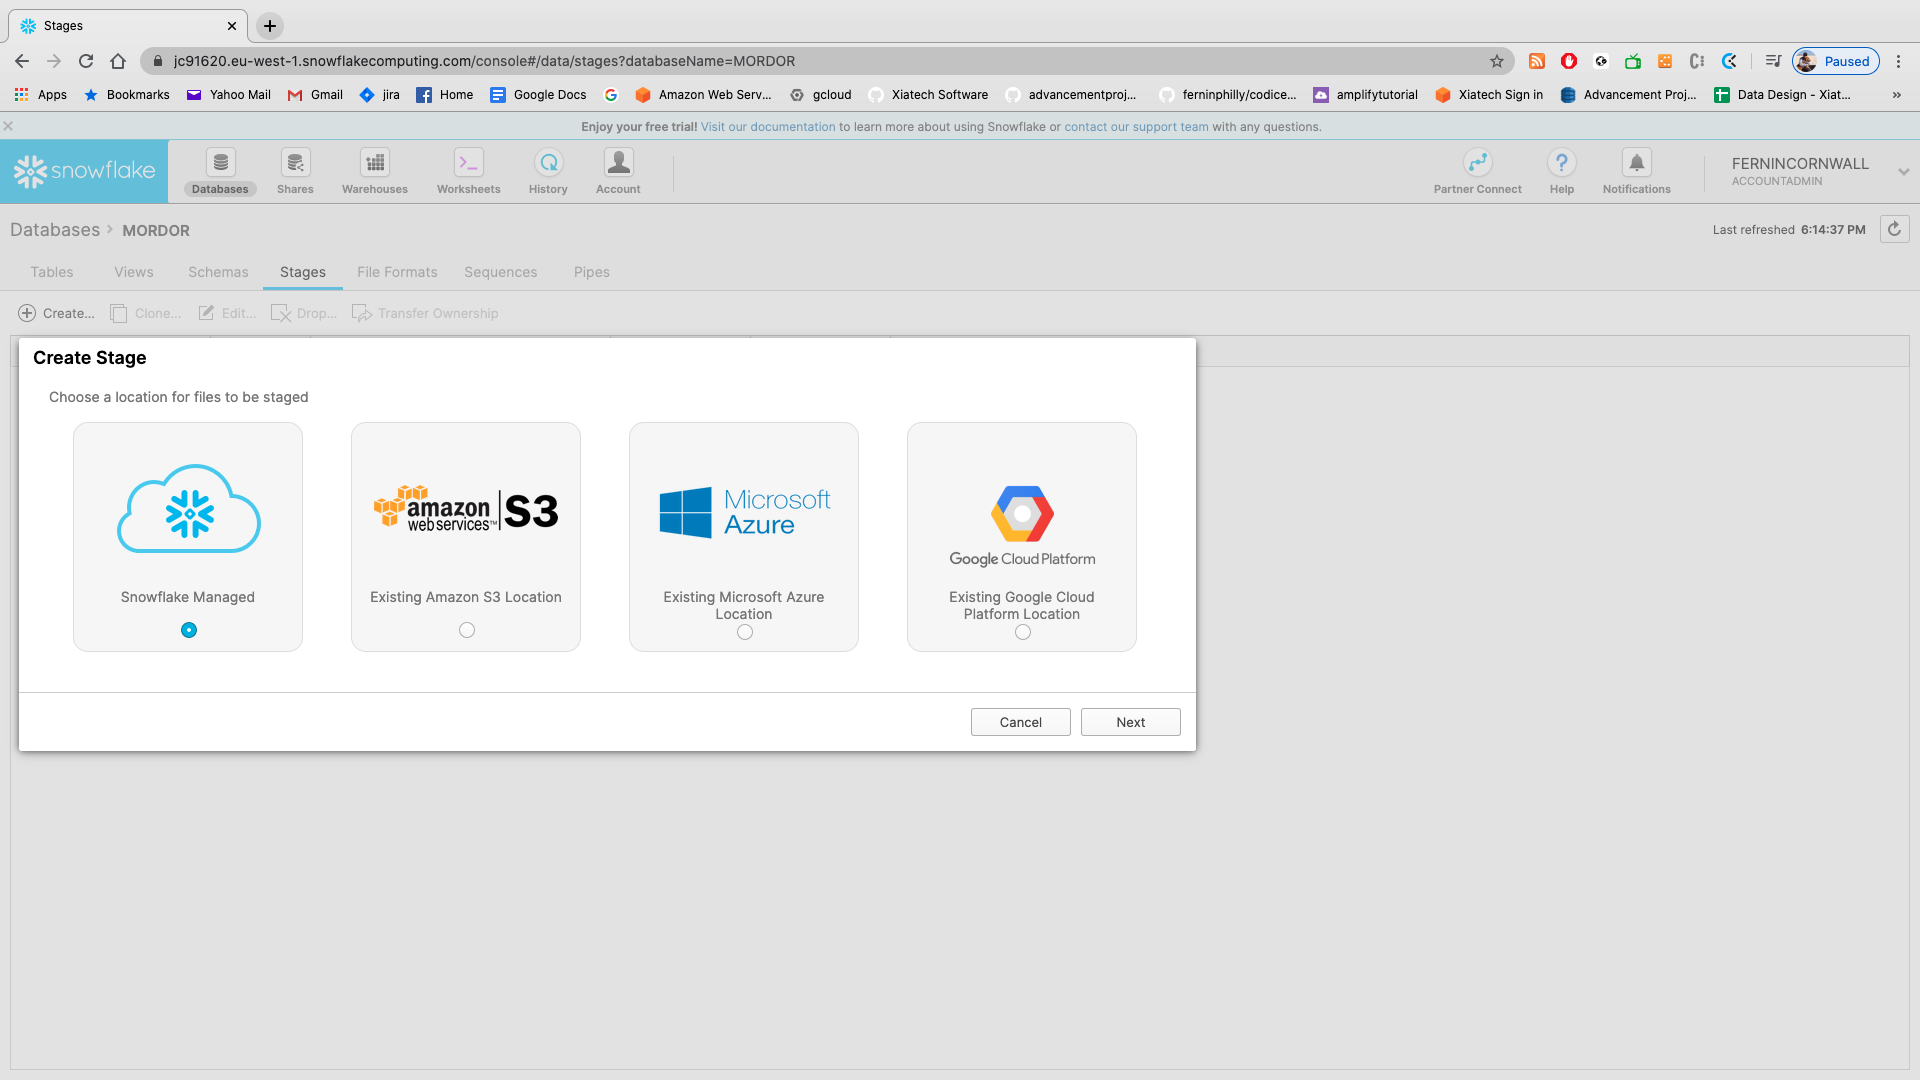 Stages
jc91620.eu-west-1.snowflakecomputing.com/console#/data/stages?databaseName=MORDOR
Paused
Apps Bookmarks Yahoo Mail Gmail jira Home Google Docs Amazon Web Serv... gcloud Xiatech Software advancementproj... ferninphilly/codice... amplifytutorial Xiatech Sign in Advancement Proj... Data Design - Xiat... »
Enjoy your free trial! Visit our documentation to learn more about using Snowflake or contact our support team with any questions.
snowflake
Databases Shares Warehouses Worksheets History Account
Partner Connect Help Notifications
FERNINCORNWALL
ACCOUNTADMIN
Databases > MORDOR
Last refreshed 6:14:37 PM
Tables Views Schemas Stages File Formats Sequences Pipes
Create... Clone... Edit... Drop... Transfer Ownership
Create Stage
Choose a location for files to be staged
Snowflake Managed
amazon
web services™
S3
Existing Amazon S3 Location
Microsoft
Azure
Existing Microsoft Azure
Location
Google Cloud Platform
Existing Google Cloud
Platform Location
Cancel Next